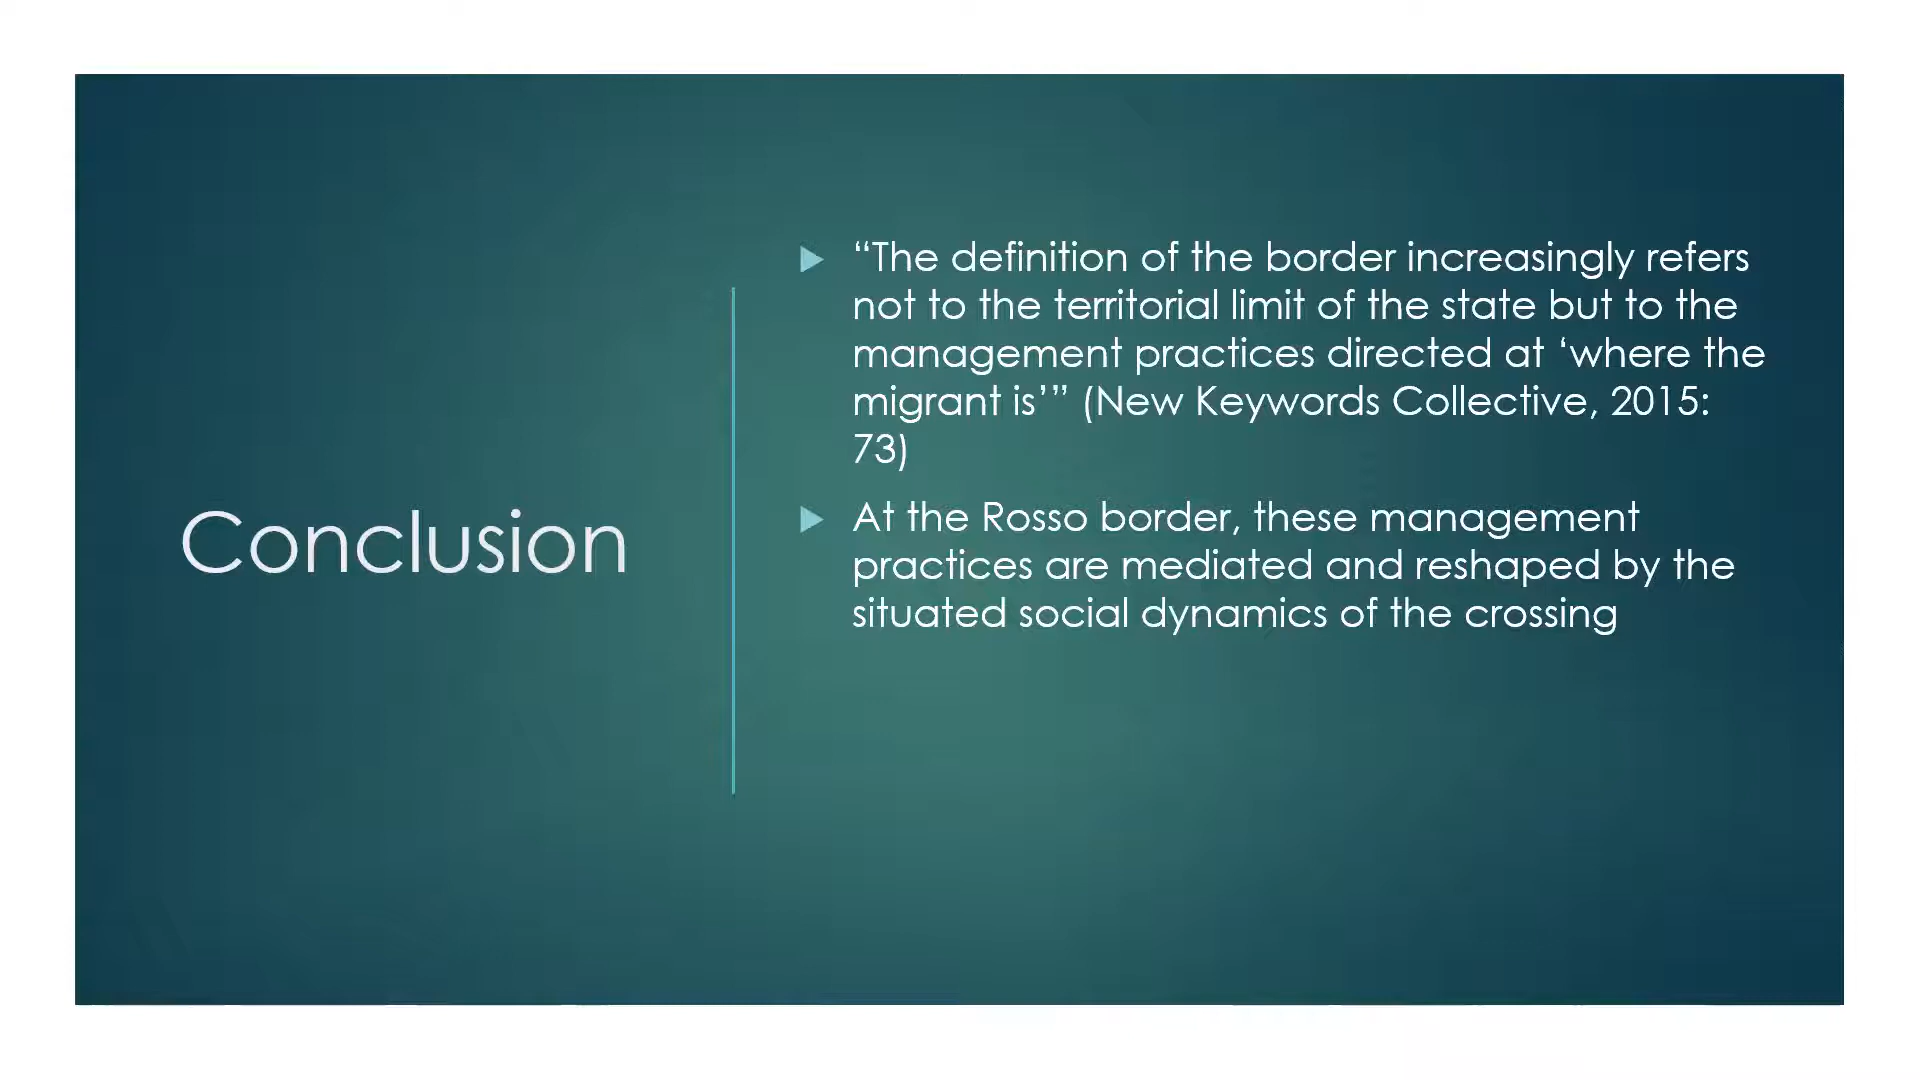 Conclusion
“The definition of the border increasingly refers
not to the territorial limit of the state but to the
management practices directed at ‘where the
migrant is’” (New Keywords Collective, 2015:
73)
At the Rosso border, these management
practices are mediated and reshaped by the
situated social dynamics of the crossing